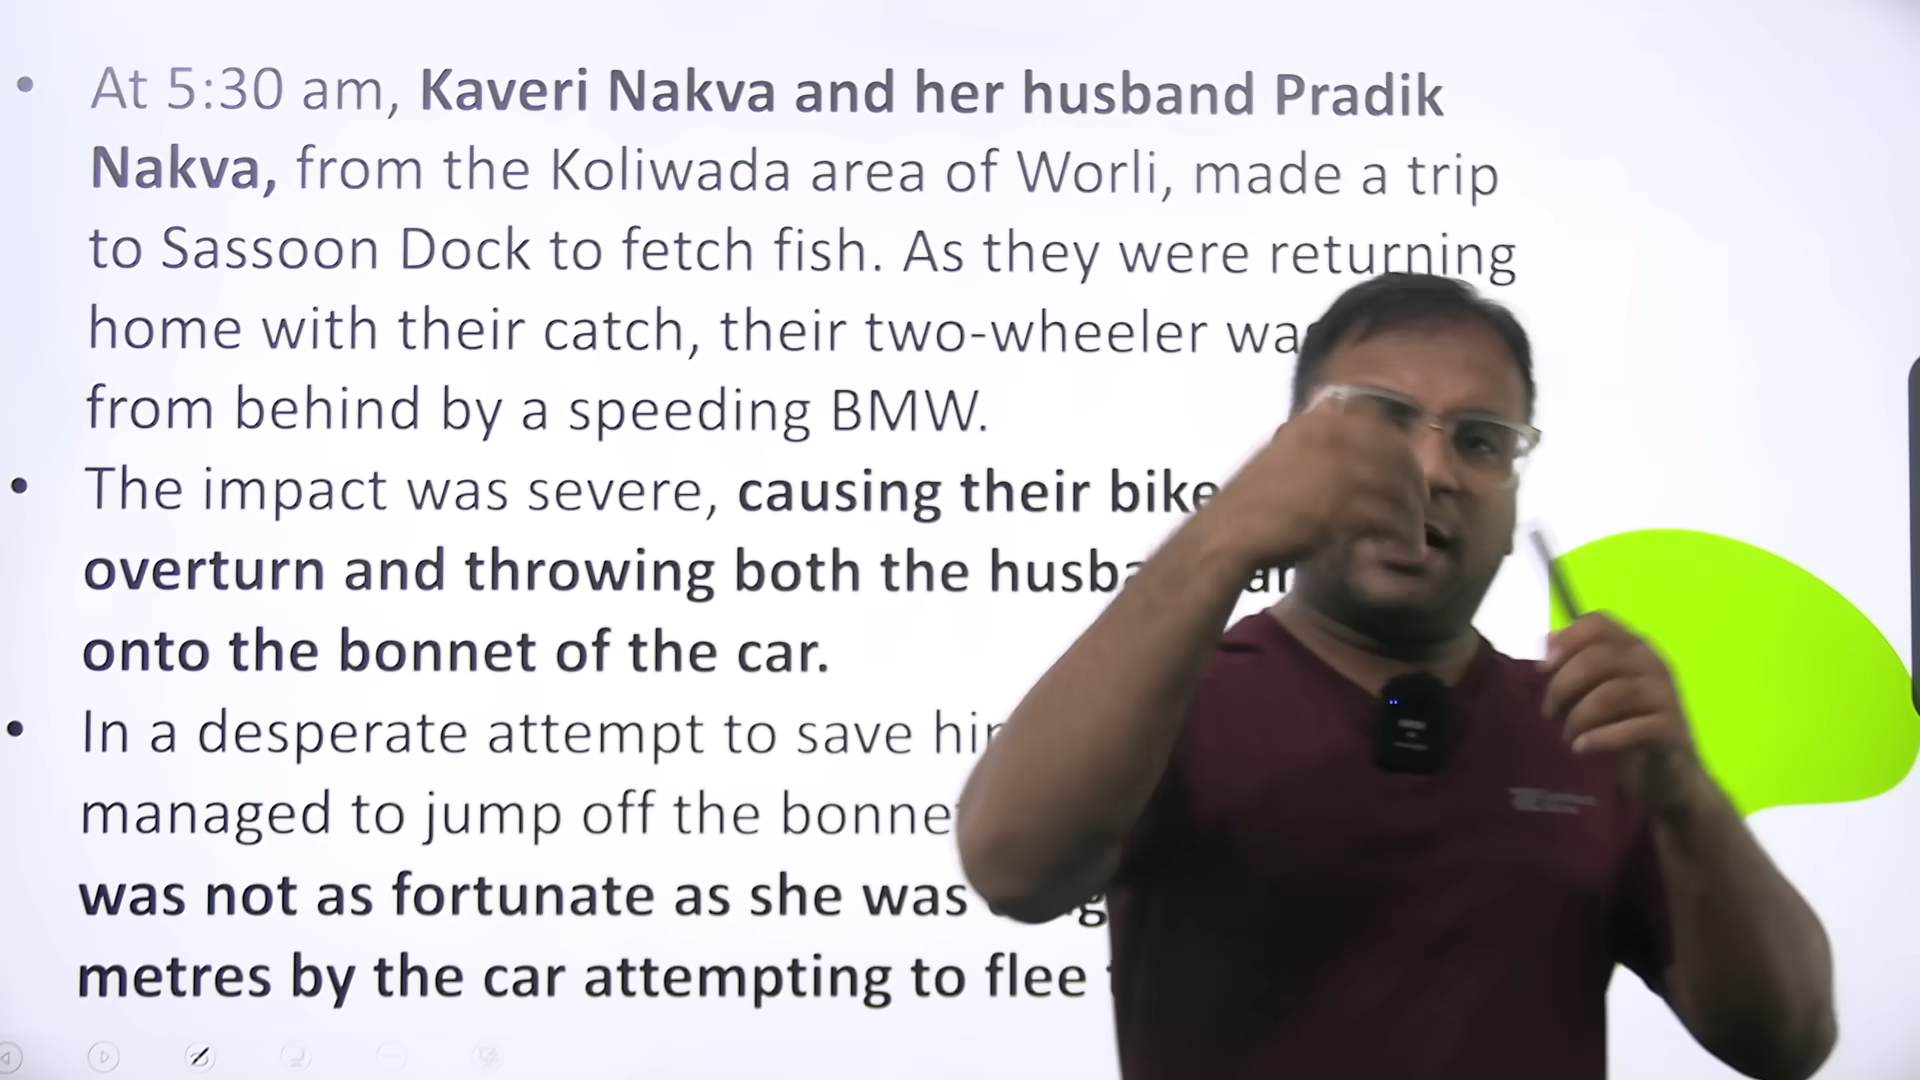 • At 5:30 am, Kaveri Nakva and her husband Pradik
Nakva, from the Koliwada area of Worli, made a trip
to Sassoon Dock to fetch fish. As they were returning
home with their catch, their two-wheeler
from behind by a speeding BMW.
• The impact was severe, causing their bike
overturn and throwing both the
onto the bonnet of the car.
• In a desperate attempt to save
managed to jump off the
was not as fortunate as she was
metres by the car attempting to flee